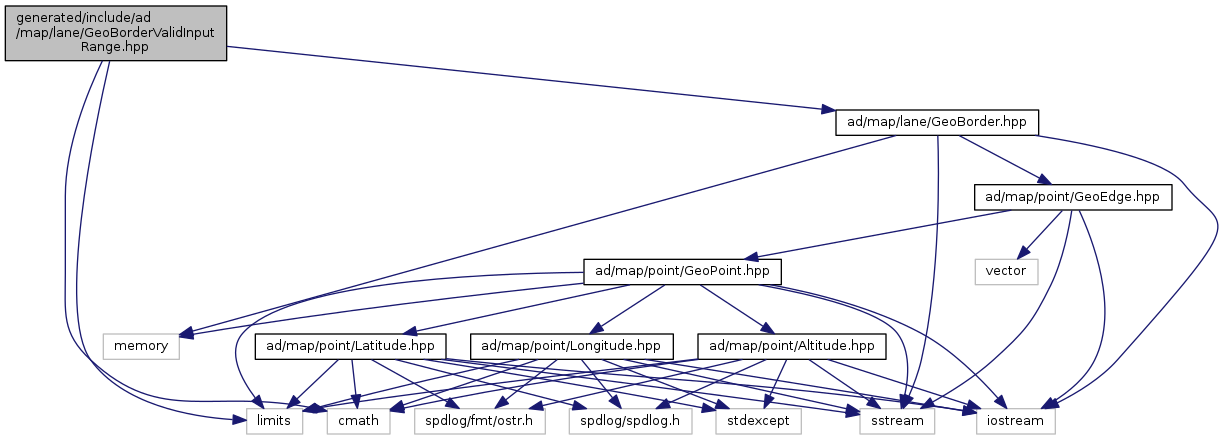 generated/include/ad
/map/lane/GeoBorderValidInput
Range.hpp
ad/map/lane/GeoBorder.hpp
ad/map/point/GeoEdge.hpp
ad/map/point/GeoPoint.hpp
vector
memory
ad/map/point/Latitude.hpp
ad/map/point/Longitude.hpp
ad/map/point/Altitude.hpp
limits
cmath
spdlog/fmt/ostr.h
spdlog/spdlog.h
stdexcept
sstream
iostream